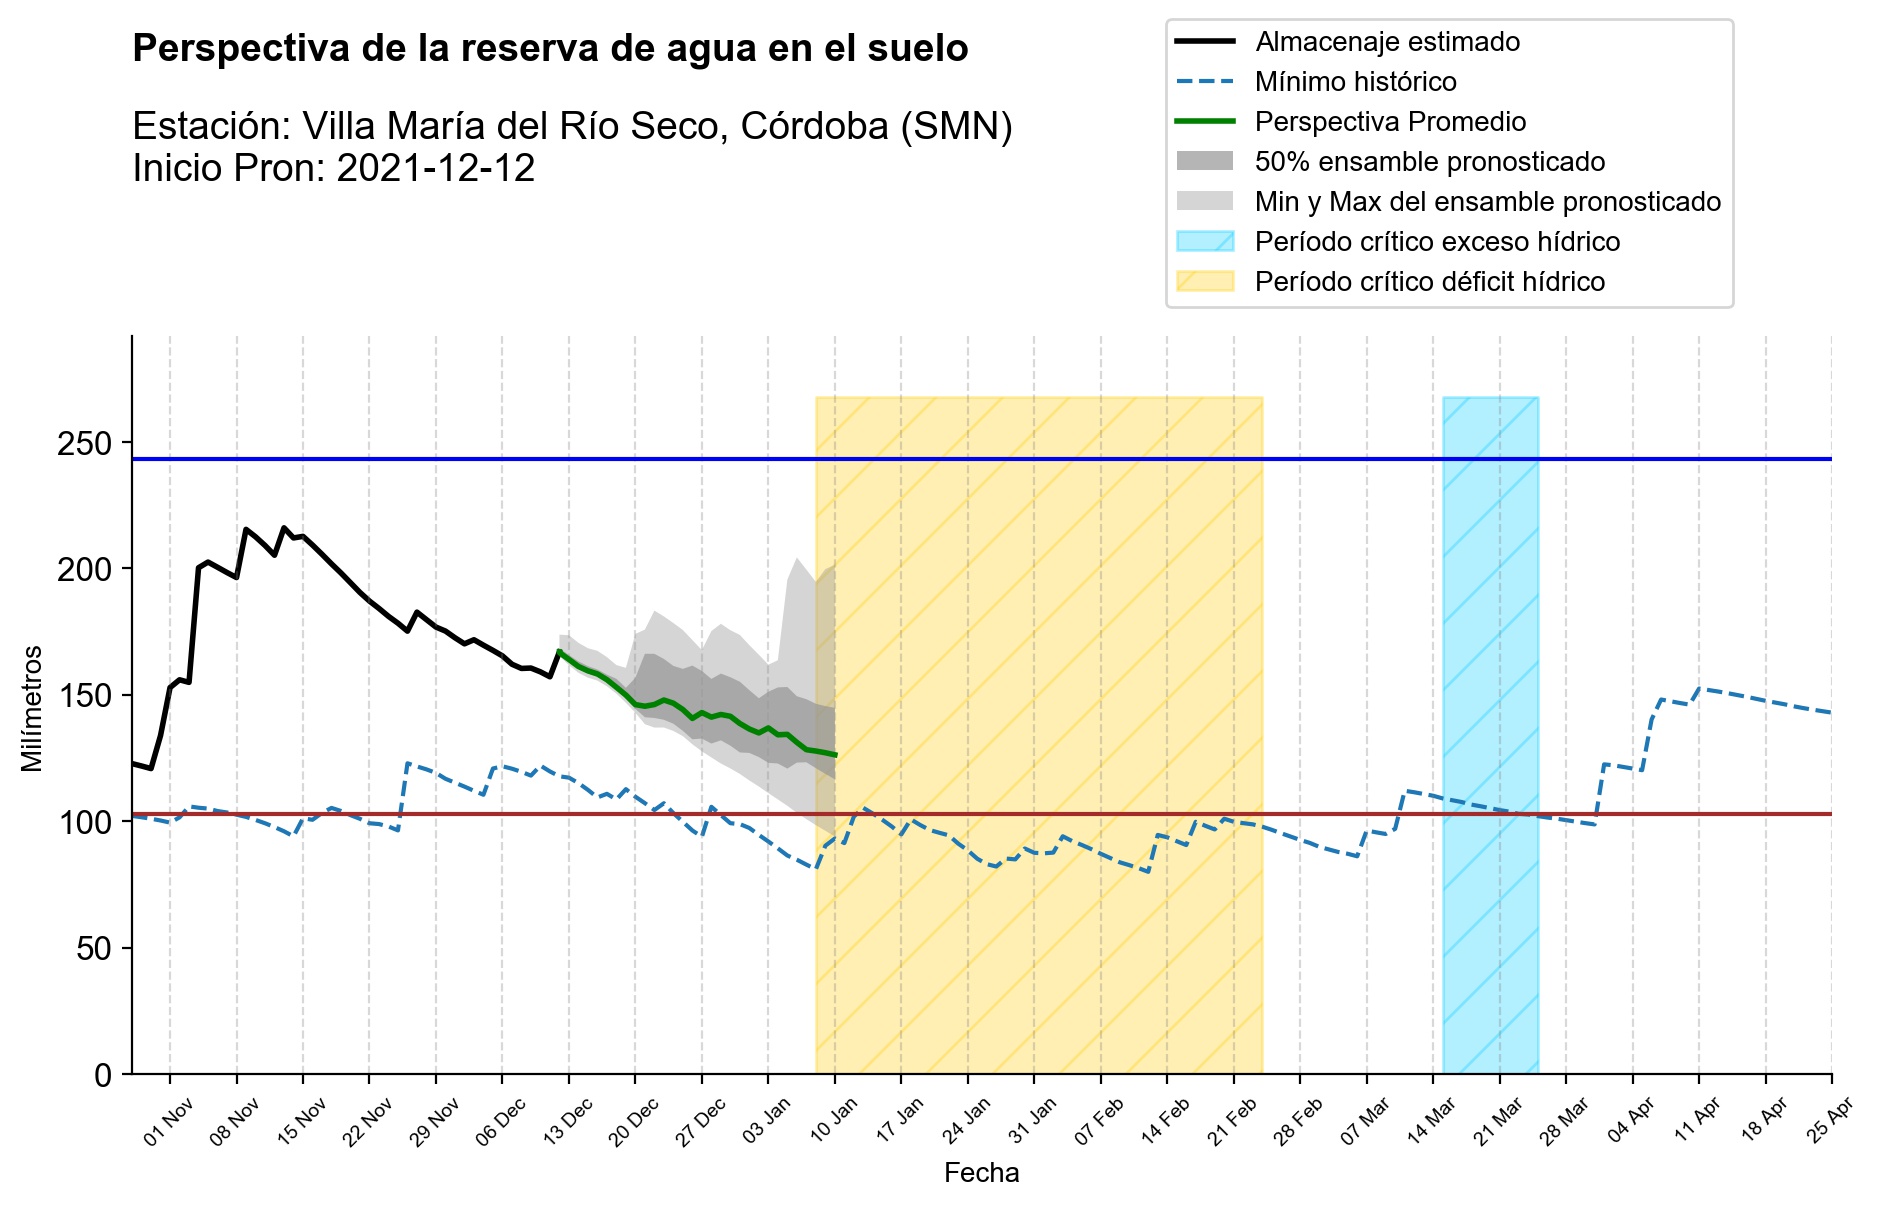 Perspectiva de la reserva de agua en el suelo
Estación: Villa María del Río Seco, Córdoba (SMN)
Inicio Pron: 2021-12-12
Almacenaje estimado
Mínimo histórico
Perspectiva Promedio
50% ensamble pronosticado
Min y Max del ensamble pronosticado
Período crítico exceso hídrico
Período crítico déficit hídrico
Milímetros
250
200
150
100
50
0
01 Nov 08 Nov 15 Nov 22 Nov 29 Nov 06 Dec 13 Dec 20 Dec 27 Dec 03 Jan 10 Jan 17 Jan 24 Jan 31 Jan 07 Feb 14 Feb 21 Feb 28 Feb 07 Mar 14 Mar 21 Mar 28 Mar 04 Apr 11 Apr 18 Apr 25 Apr
Fecha